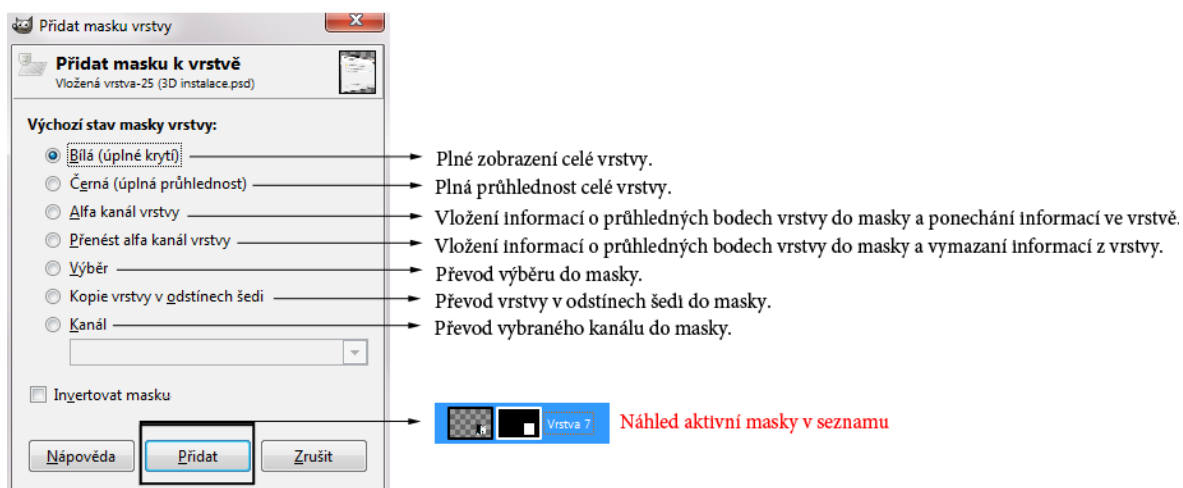 Přidat masku vrstvy
Přidat masku k vrstvě
Vložená vrstva-25 (3D instalace.psd)
Výchozí stav masky vrstvy:
Bílá (úplné krytí)
Plné zobrazení celé vrstvy.
Černá (úplná průhlednost)
Plná průhlednost celé vrstvy.
Alfa kanál vrstvy
Vložení informací o průhledných bodech vrstvy do masky a ponechání informací ve vrstvě.
Přenést alfa kanál vrstvy
Vložení informací o průhledných bodech vrstvy do masky a vymazaní informací z vrstvy.
Výběr
Převod výběru do masky.
Kopie vrstvy v odstínech šedi
Převod vrstvy v odstínech šedi do masky.
Kanál
Převod vybraného kanálu do masky.
Invertovat masku
Vrstva 7
Náhled aktivní masky v seznamu
Nápověda
Přidat
Zrušit